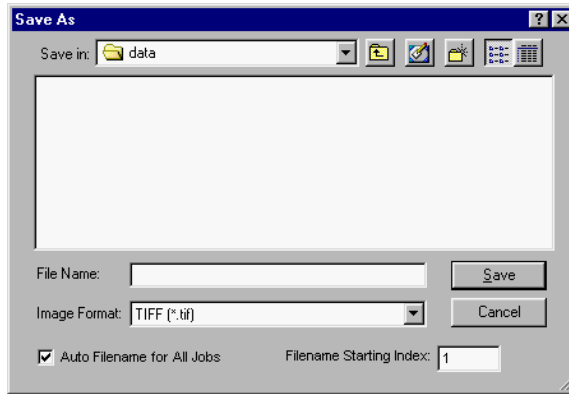 Save As
Save in: data
File Name:
Save
Image Format: TIFF (*.tif)
Cancel
Auto Filename for All Jobs
Filename Starting Index: 1